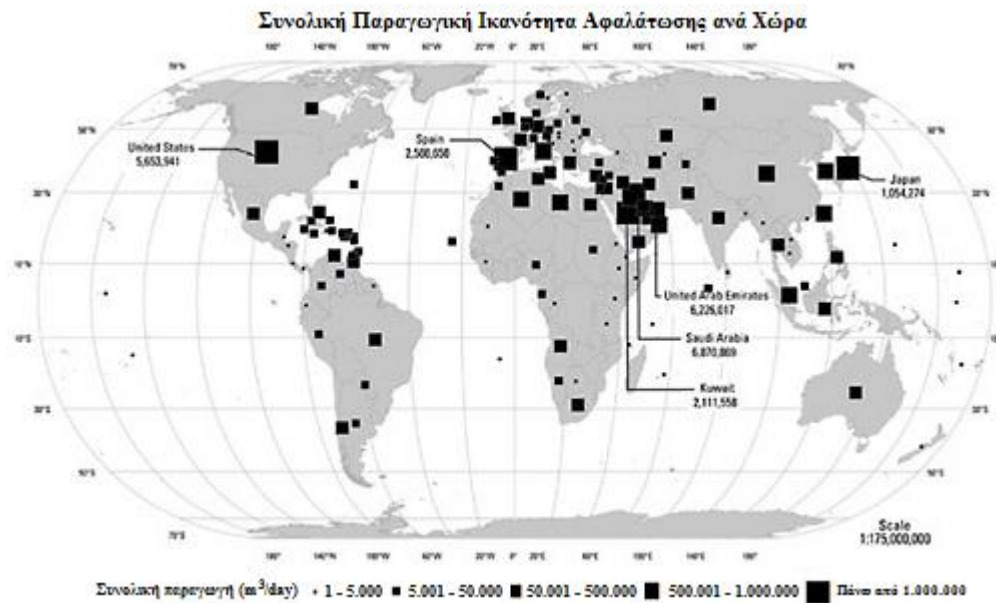 Συνολική Παραγωγική Ικανότητα Αφαλάτωσης ανά Χώρα
United States
5,653,941
Spain
2,500,650
Japan
1,054,274
United Arab Emirates
6,226,017
Saudi Arabia
6,870,869
Kuwait
2,111,558
Scale
1:175,000,000
Συνολική παραγωγή (m³/day) 1 – 5.000 5.001 – 50.000 50.001 – 500.000 500.001 – 1.000.000 Πάνω από 1.000.000